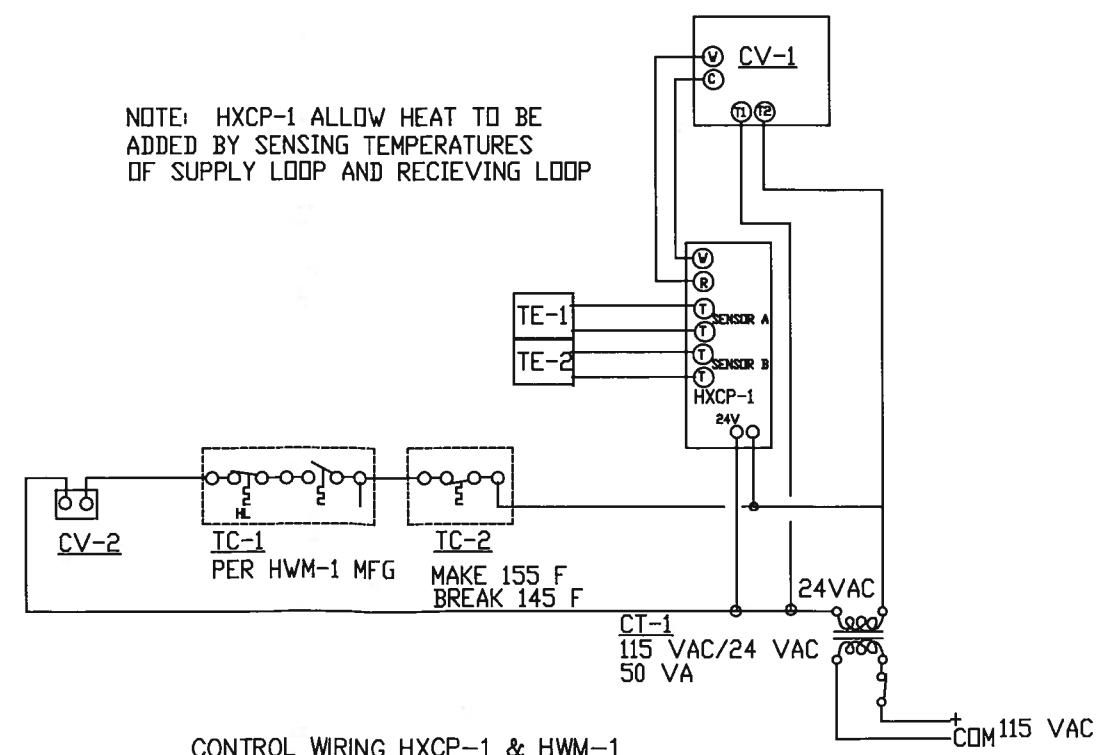 CV-1
W
C
T1 T2
NOTE: HXCP-1 ALLOW HEAT TO BE
ADDED BY SENSING TEMPERATURES
OF SUPPLY LOOP AND RECIEVING LOOP
W
R
TE-1
T
SENSOR A
T
TE-2
T
SENSOR B
T
HXCP-1
24V
HL
CV-2
TC-1
PER HWM-1 MFG
TC-2
MAKE 155 F
BREAK 145 F
24VAC
CT-1
115 VAC/24 VAC
50 VA
+
COM 115 VAC
CONTROL WIRING HXCP-1 & HWM-1